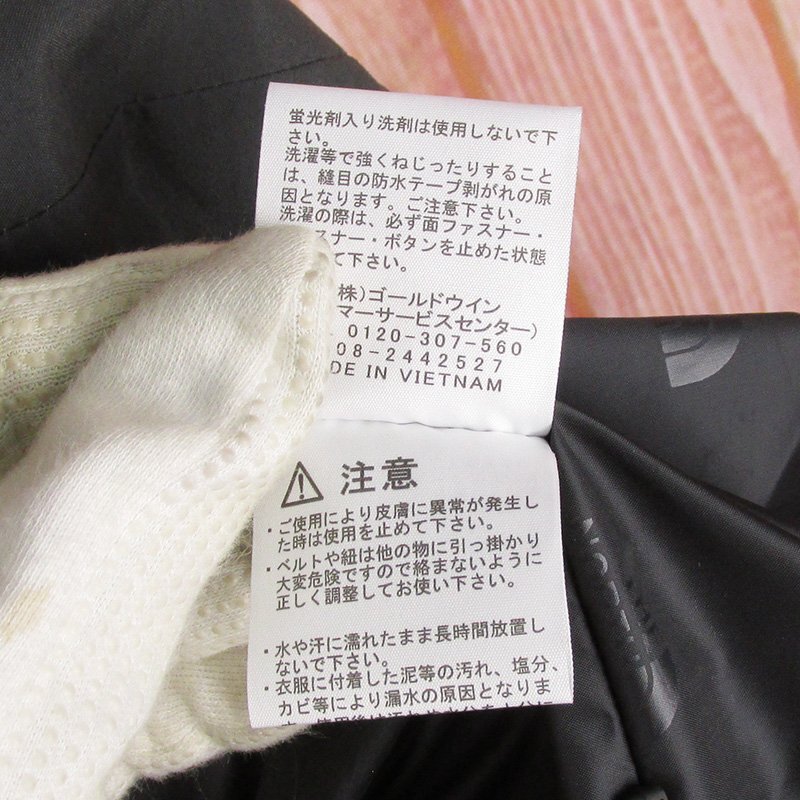 蛍光剤入り洗剤は使用しないで下
さい。
洗濯等で強くねじったりすること
は、縫目の防水テープ剥がれの原
因となります。ご注意下さい。
洗濯の際は、必ず面ファスナー・
スナー・ボタンを止めた状態
て下さい。
株)ゴールドウイン
マーサービスセンター)
0120-307-560
08-2442527
DE IN VIETNAM
注意
・ご使用により皮膚に異常が発生し
た時は使用を止めて下さい。
・ベルトや紐は他の物に引っ掛かり
大変危険ですので絡まないように
正しく調整してお使い下さい。
・水や汗に濡れたまま長時間放置し
ないで下さい。
・衣服に付着した泥等の汚れ、塩分、
カビ等により漏水の原因となりま
NORTH